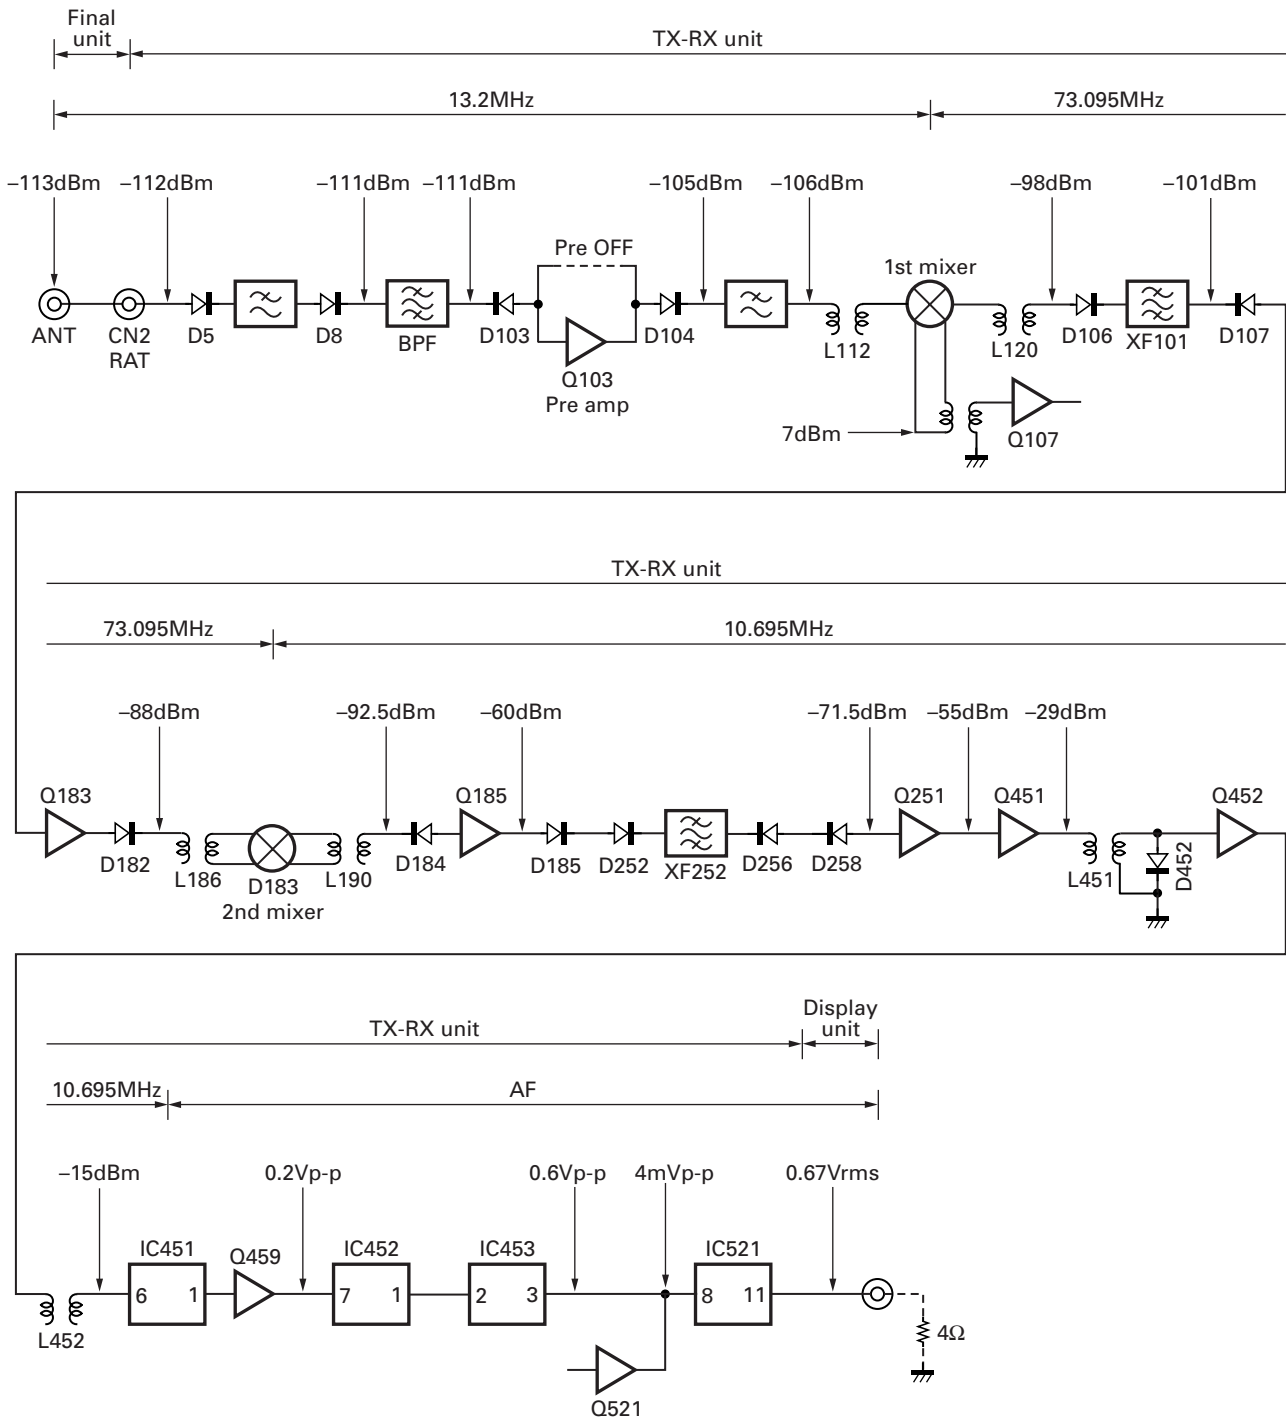 Final
unit
TX-RX unit
13.2MHz
73.095MHz
–113dBm
–112dBm
–111dBm
–111dBm
–105dBm
–106dBm
–98dBm
–101dBm
Pre OFF
1st mixer
ANT
CN2
RAT
D5
D8
BPF
D103
Q103
Pre amp
D104
L112
L120
D106
XF101
D107
7dBm
Q107
TX-RX unit
73.095MHz
10.695MHz
–88dBm
–92.5dBm
–60dBm
–71.5dBm
–55dBm
–29dBm
Q183
Q185
Q251
Q451
Q452
D182
L186
D183
2nd mixer
L190
D184
D185
D252
XF252
D256
D258
L451
D452
TX-RX unit
Display
unit
10.695MHz
AF
–15dBm
0.2Vp-p
0.6Vp-p
4mVp-p
0.67Vrms
IC451
Q459
IC452
IC453
IC521
6
1
7
1
2
3
8
11
L452
Q521
4Ω